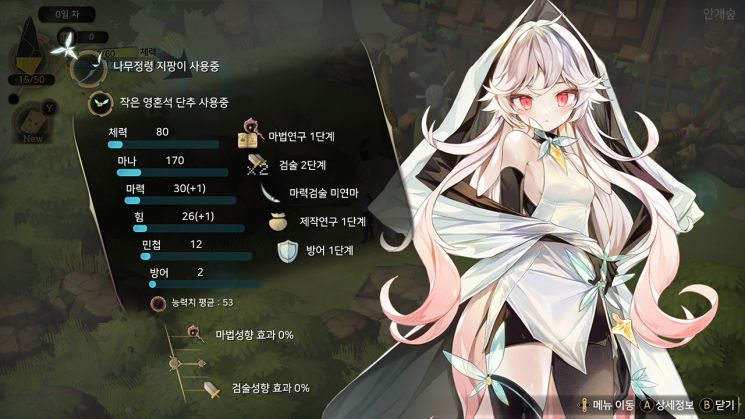 0일 차
안개숲
0
80 체력
나무정령 지팡이 사용중
15/50
작은 영혼석 단추 사용중
Y
New
체력 80
마법연구 1단계
마나 170
X2
검술 2단계
마력 30(+1)
마력검술 미연마
힘 26(+1)
제작연구 1단계
민첩 12
방어 1단계
방어 2
능력치 평균 : 53
마법성향 효과 0%
검술성향 효과 0%
메뉴 이동 A 상세정보 B 닫기